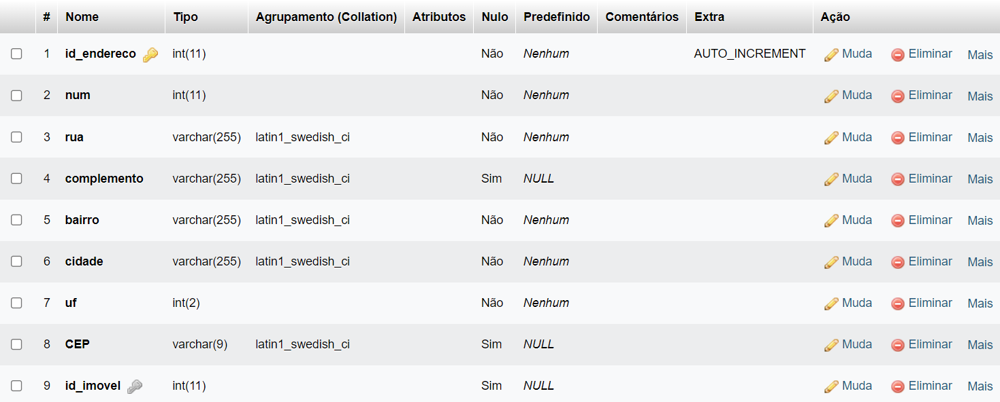 # Nome Tipo Agrupamento (Collation) Atributos Nulo Predefinido Comentários Extra Ação
1 id_endereco int(11) Não Nenhum AUTO_INCREMENT Muda Eliminar Mais
2 num int(11) Não Nenhum Muda Eliminar Mais
3 rua varchar(255) latin1_swedish_ci Não Nenhum Muda Eliminar Mais
4 complemento varchar(255) latin1_swedish_ci Sim NULL Muda Eliminar Mais
5 bairro varchar(255) latin1_swedish_ci Não Nenhum Muda Eliminar Mais
6 cidade varchar(255) latin1_swedish_ci Não Nenhum Muda Eliminar Mais
7 uf int(2) Não Nenhum Muda Eliminar Mais
8 CEP varchar(9) latin1_swedish_ci Sim NULL Muda Eliminar Mais
9 id_imovel int(11) Sim NULL Muda Eliminar Mais